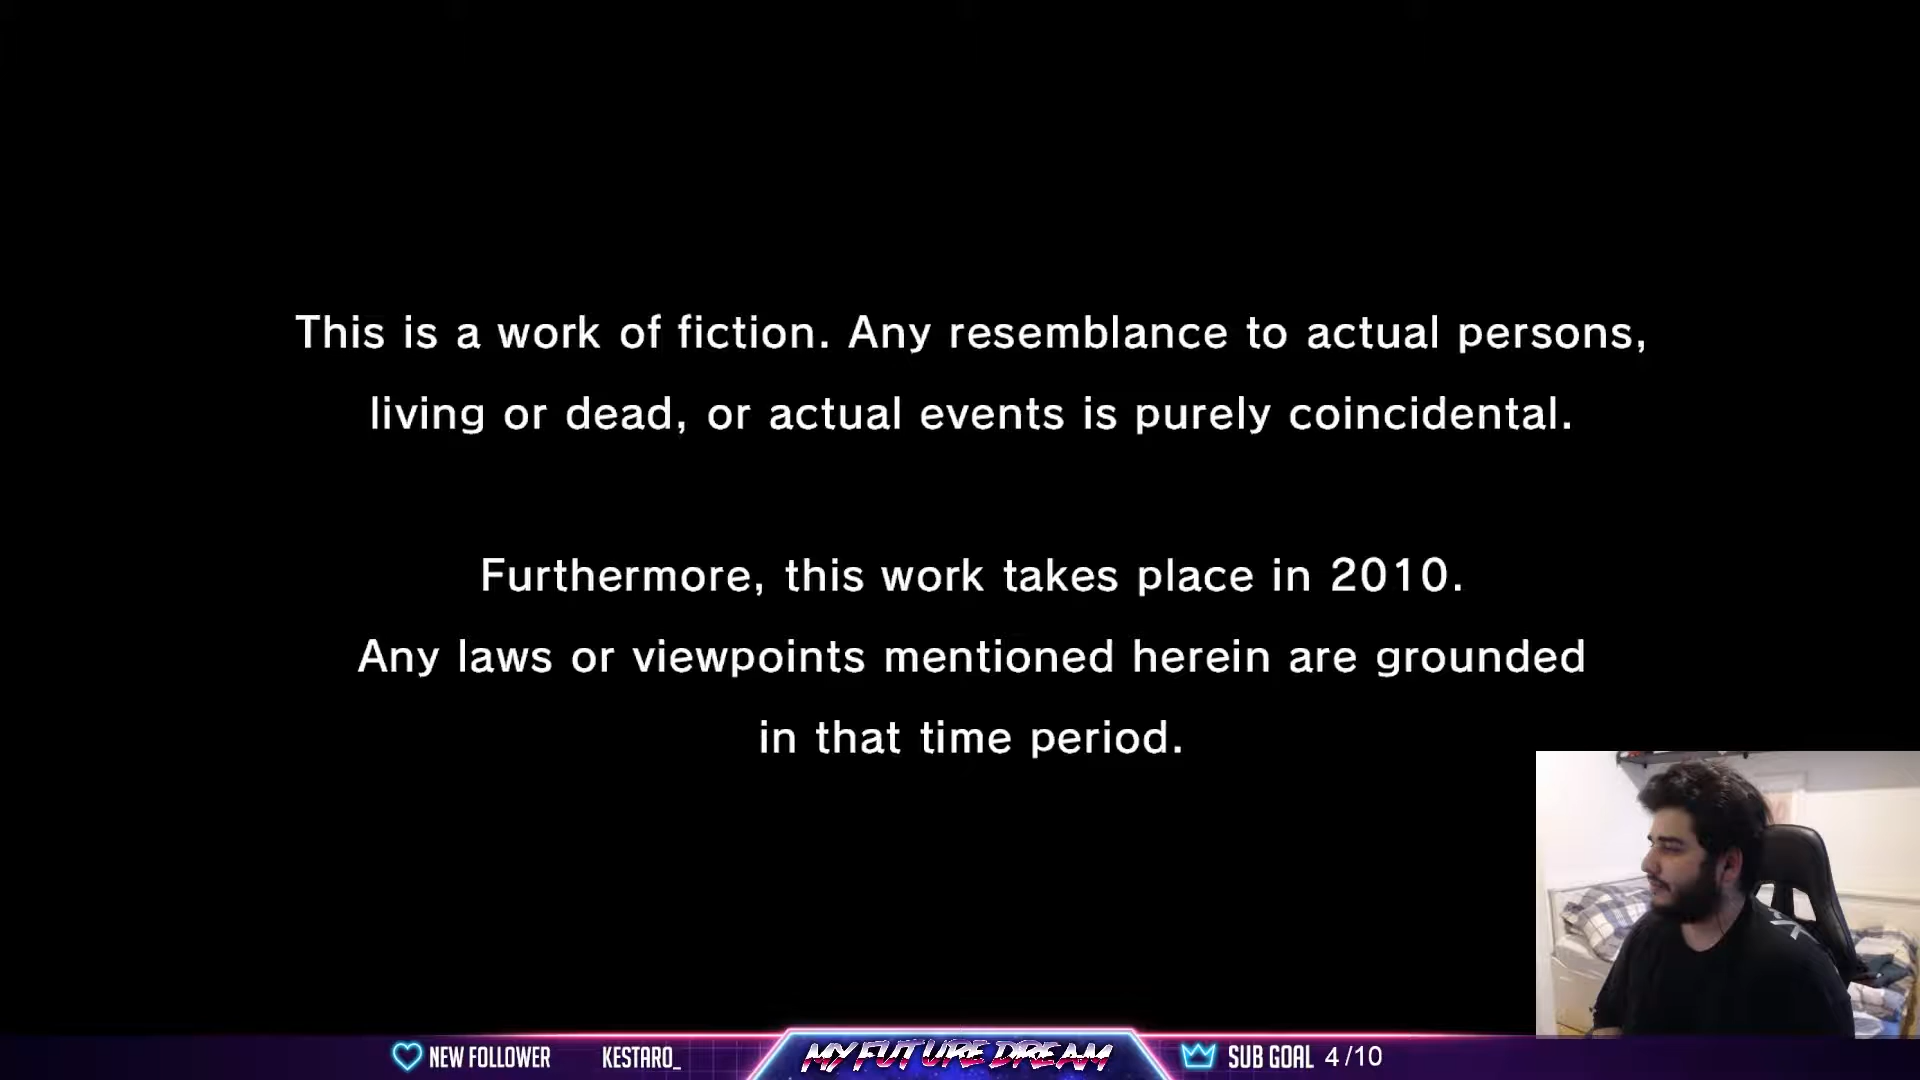 This is a work of fiction. Any resemblance to actual persons,
living or dead, or actual events is purely coincidental.
Furthermore, this work takes place in 2010.
Any laws or viewpoints mentioned herein are grounded
in that time period.
NEW FOLLOWER KESTARO_
MY FUTURE DREAM
SUB GOAL 4/10